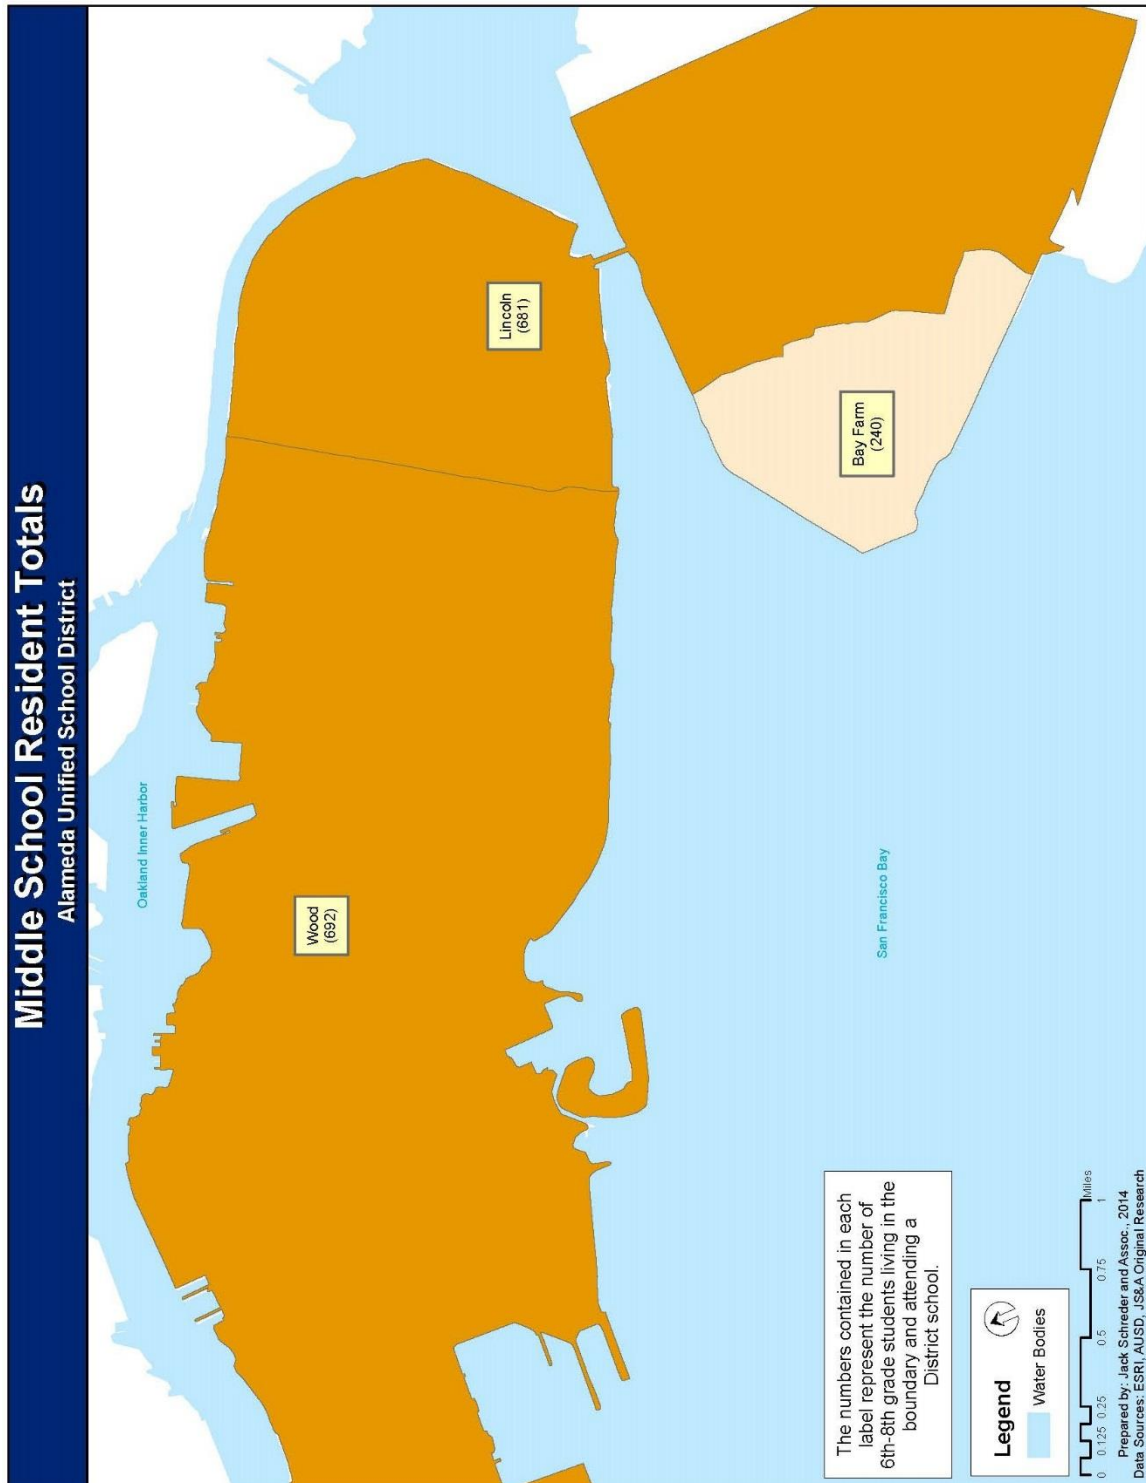 Middle School Resident Totals
Alameda Unified School District
Oakland Inner Harbor
Wood
(692)
Lincoln
(681)
Bay Farm
(240)
San Francisco Bay
The numbers contained in each
label represent the number of
6th-8th grade students living in the
boundary and attending a
District school.
Legend
Water Bodies
0 0.125 0.25 0.5 0.75 1
Miles
Prepared by: Jack Schreder and Assoc., 2014
Data Sources: ESRI, AUSD, JS&A Original Research